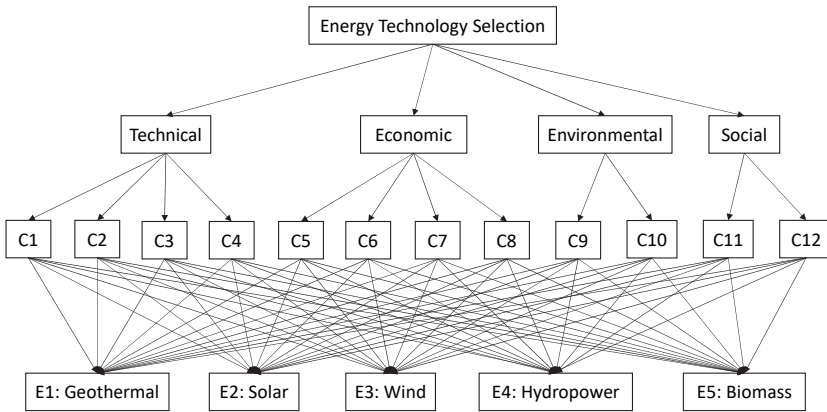 Energy Technology Selection
Technical
Economic
Environmental
Social
C1
C2
C3
C4
C5
C6
C7
C8
C9
C10
C11
C12
E1: Geothermal
E2: Solar
E3: Wind
E4: Hydropower
E5: Biomass